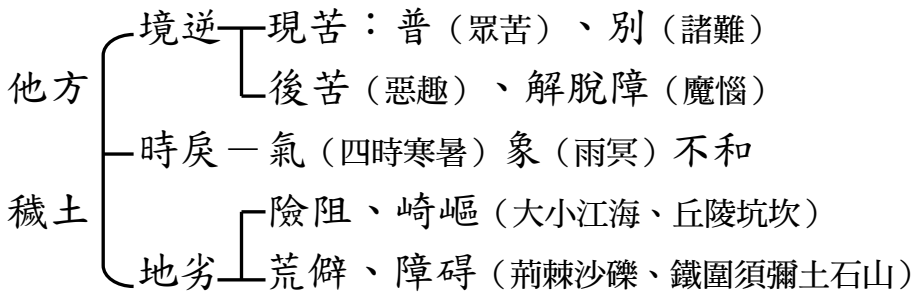 境逆 現苦：普（眾苦）、別（諸難）
他方
後苦（惡趣）、解脫障（魔惱）
時戾－氣（四時寒暑）象（雨冥）不和
穢土
險阻、崎嶇（大小江海、丘陵坑坎）
地劣 荒僻、障碍（荊棘沙礫、鐵圍須彌土石山）